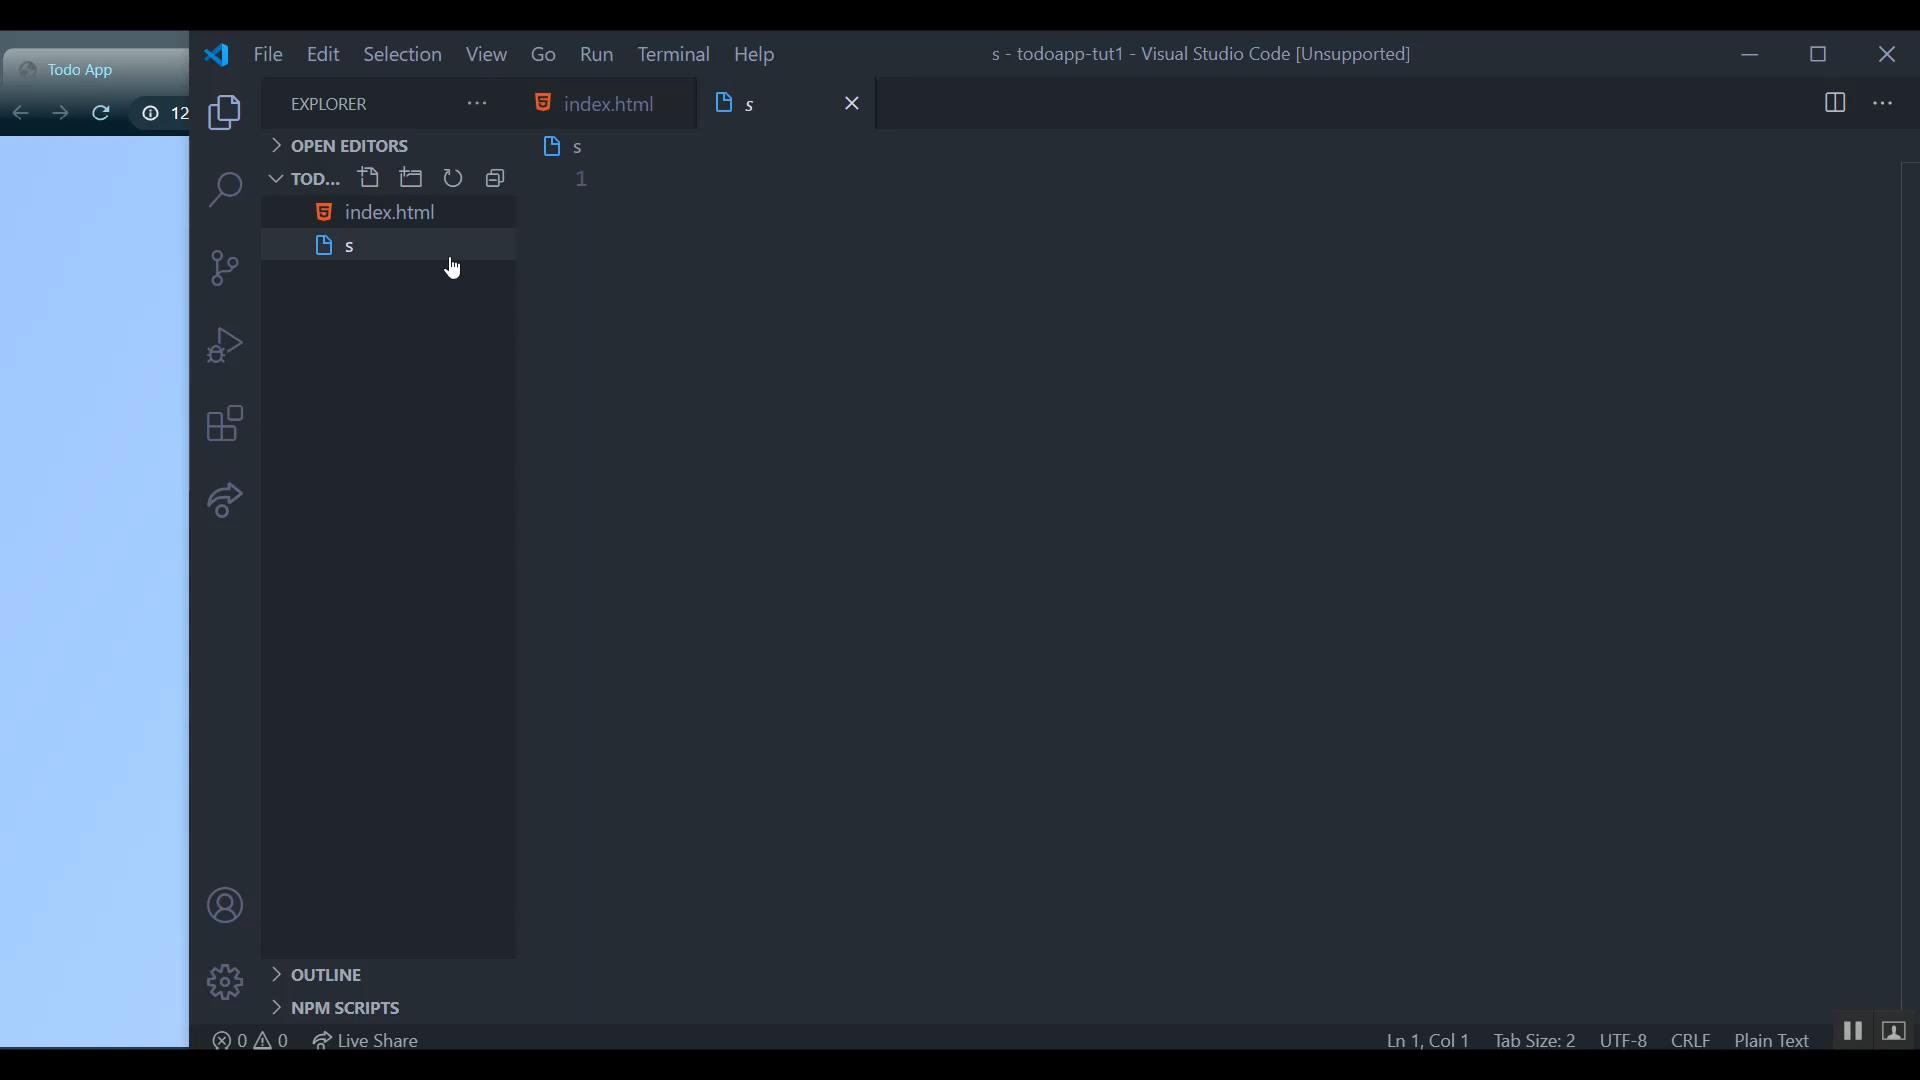 Todo App
12
File Edit Selection View Go Run Terminal Help
s - todoapp-tut1 - Visual Studio Code [Unsupported]
EXPLORER
index.html
s
OPEN EDITORS
s
TOD...
1
index.html
s
OUTLINE
NPM SCRIPTS
0 0 Live Share
Ln 1, Col 1 Tab Size: 2 UTF-8 CRLF Plain Text